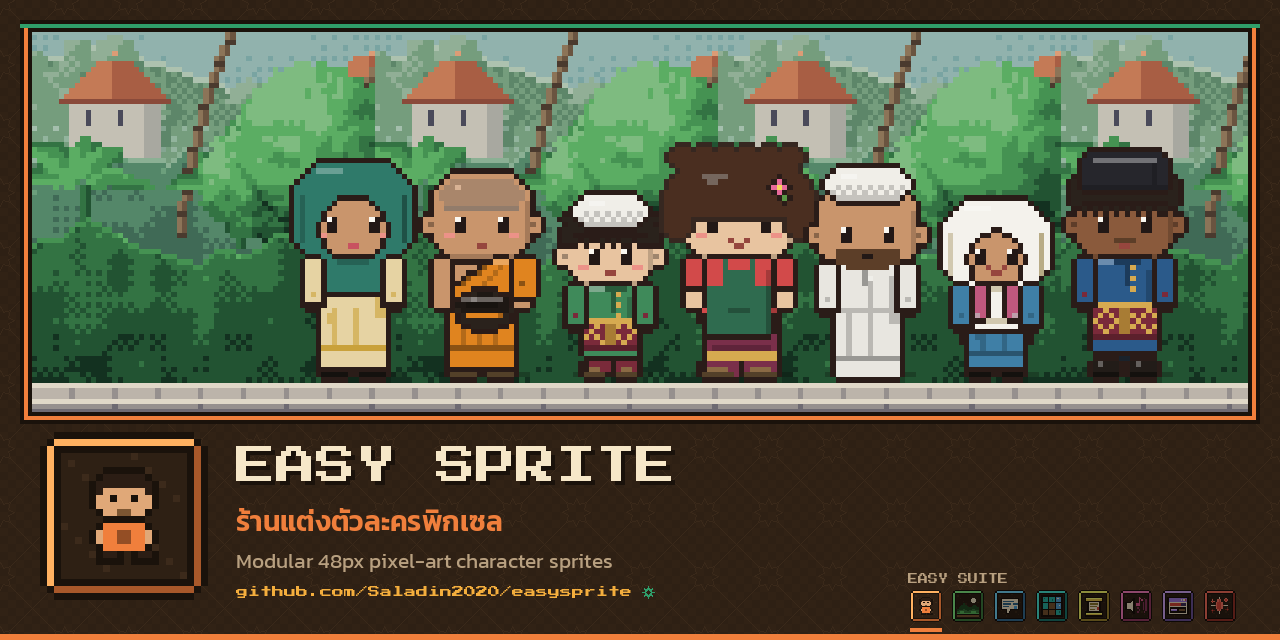 EASY SPRITE
ร้านแต่งตัวละครพิกเซล
Modular 48px pixel-art character sprites
github.com/Saladin2020/easysprite
EASY SUITE